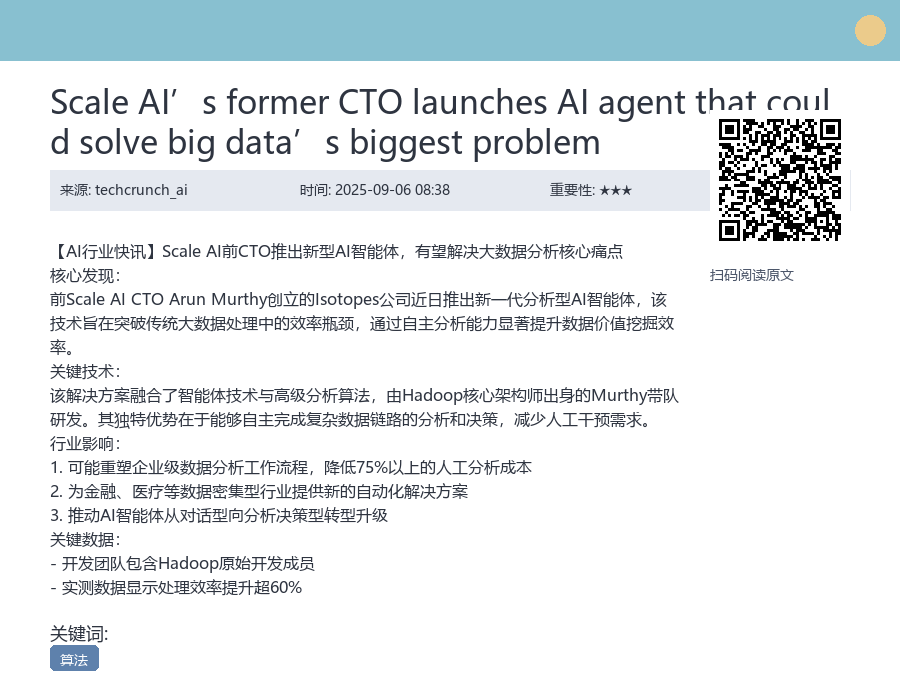 Scale AI’s former CTO launches AI agent that coul
d solve big data’s biggest problem
来源: techcrunch_ai
时间: 2025-09-06 08:38
重要性: ★★★
扫码阅读原文
【AI行业快讯】Scale AI前CTO推出新型AI智能体，有望解决大数据分析核心痛点
核心发现：
前Scale AI CTO Arun Murthy创立的Isotopes公司近日推出新一代分析型AI智能体，该
技术旨在突破传统大数据处理中的效率瓶颈，通过自主分析能力显著提升数据价值挖掘效
率。
关键技术：
该解决方案融合了智能体技术与高级分析算法，由Hadoop核心架构师出身的Murthy带队
研发。其独特优势在于能够自主完成复杂数据链路的分析和决策，减少人工干预需求。
行业影响：
1. 可能重塑企业级数据分析工作流程，降低75%以上的人工分析成本
2. 为金融、医疗等数据密集型行业提供新的自动化解决方案
3. 推动AI智能体从对话型向分析决策型转型升级
关键数据：
- 开发团队包含Hadoop原始开发成员
- 实测数据显示处理效率提升超60%
关键词:
算法